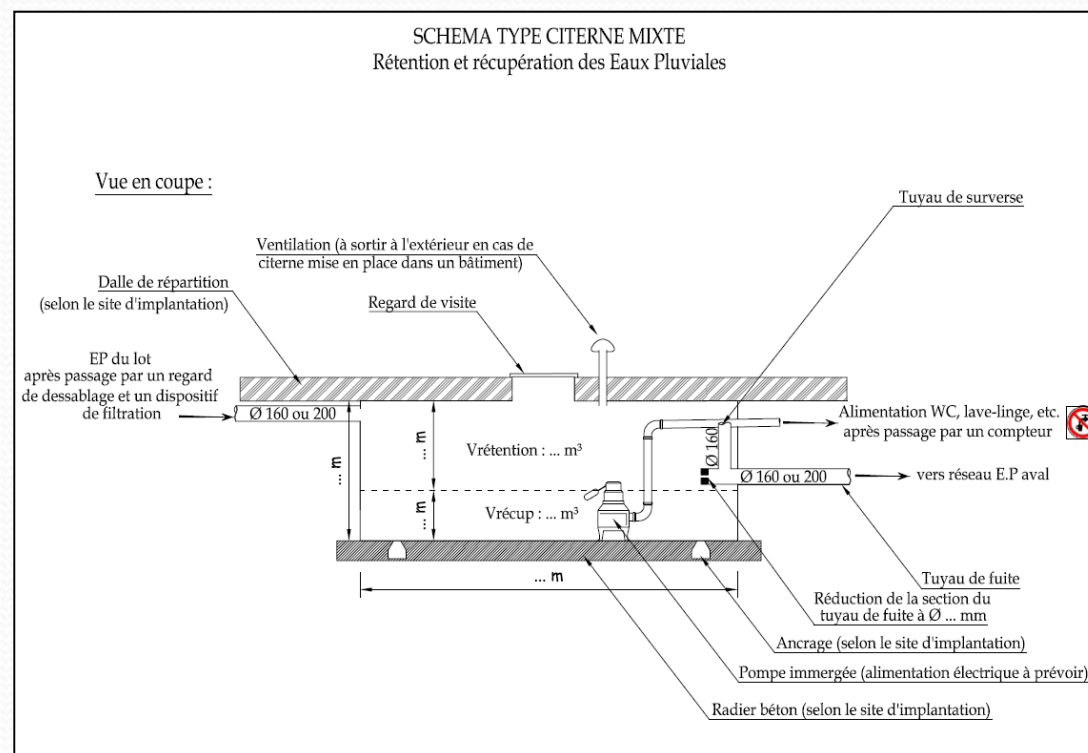 SCHEMA TYPE CITERNE MIXTE
Rétention et récupération des Eaux Pluviales
Vue en coupe :
Tuyau de surverse
Ventilation (à sortir à l'extérieur en cas de
citerne mise en place dans un bâtiment)
Dalle de répartition
(selon le site d'implantation)
Regard de visite
EP du lot
après passage par un regard
de dessablage et un dispositif
de filtration
Ø 160 ou 200
Alimentation WC, lave-linge, etc.
après passage par un compteur
... m
... m
Vrétention : ... m³
Ø 160
Ø 160 ou 200
vers réseau E.P aval
... m
Vrécup : ... m³
... m
Tuyau de fuite
Réduction de la section du
tuyau de fuite à Ø ... mm
Ancrage (selon le site d'implantation)
Pompe immergée (alimentation électrique à prévoir)
Radier béton (selon le site d'implantation)